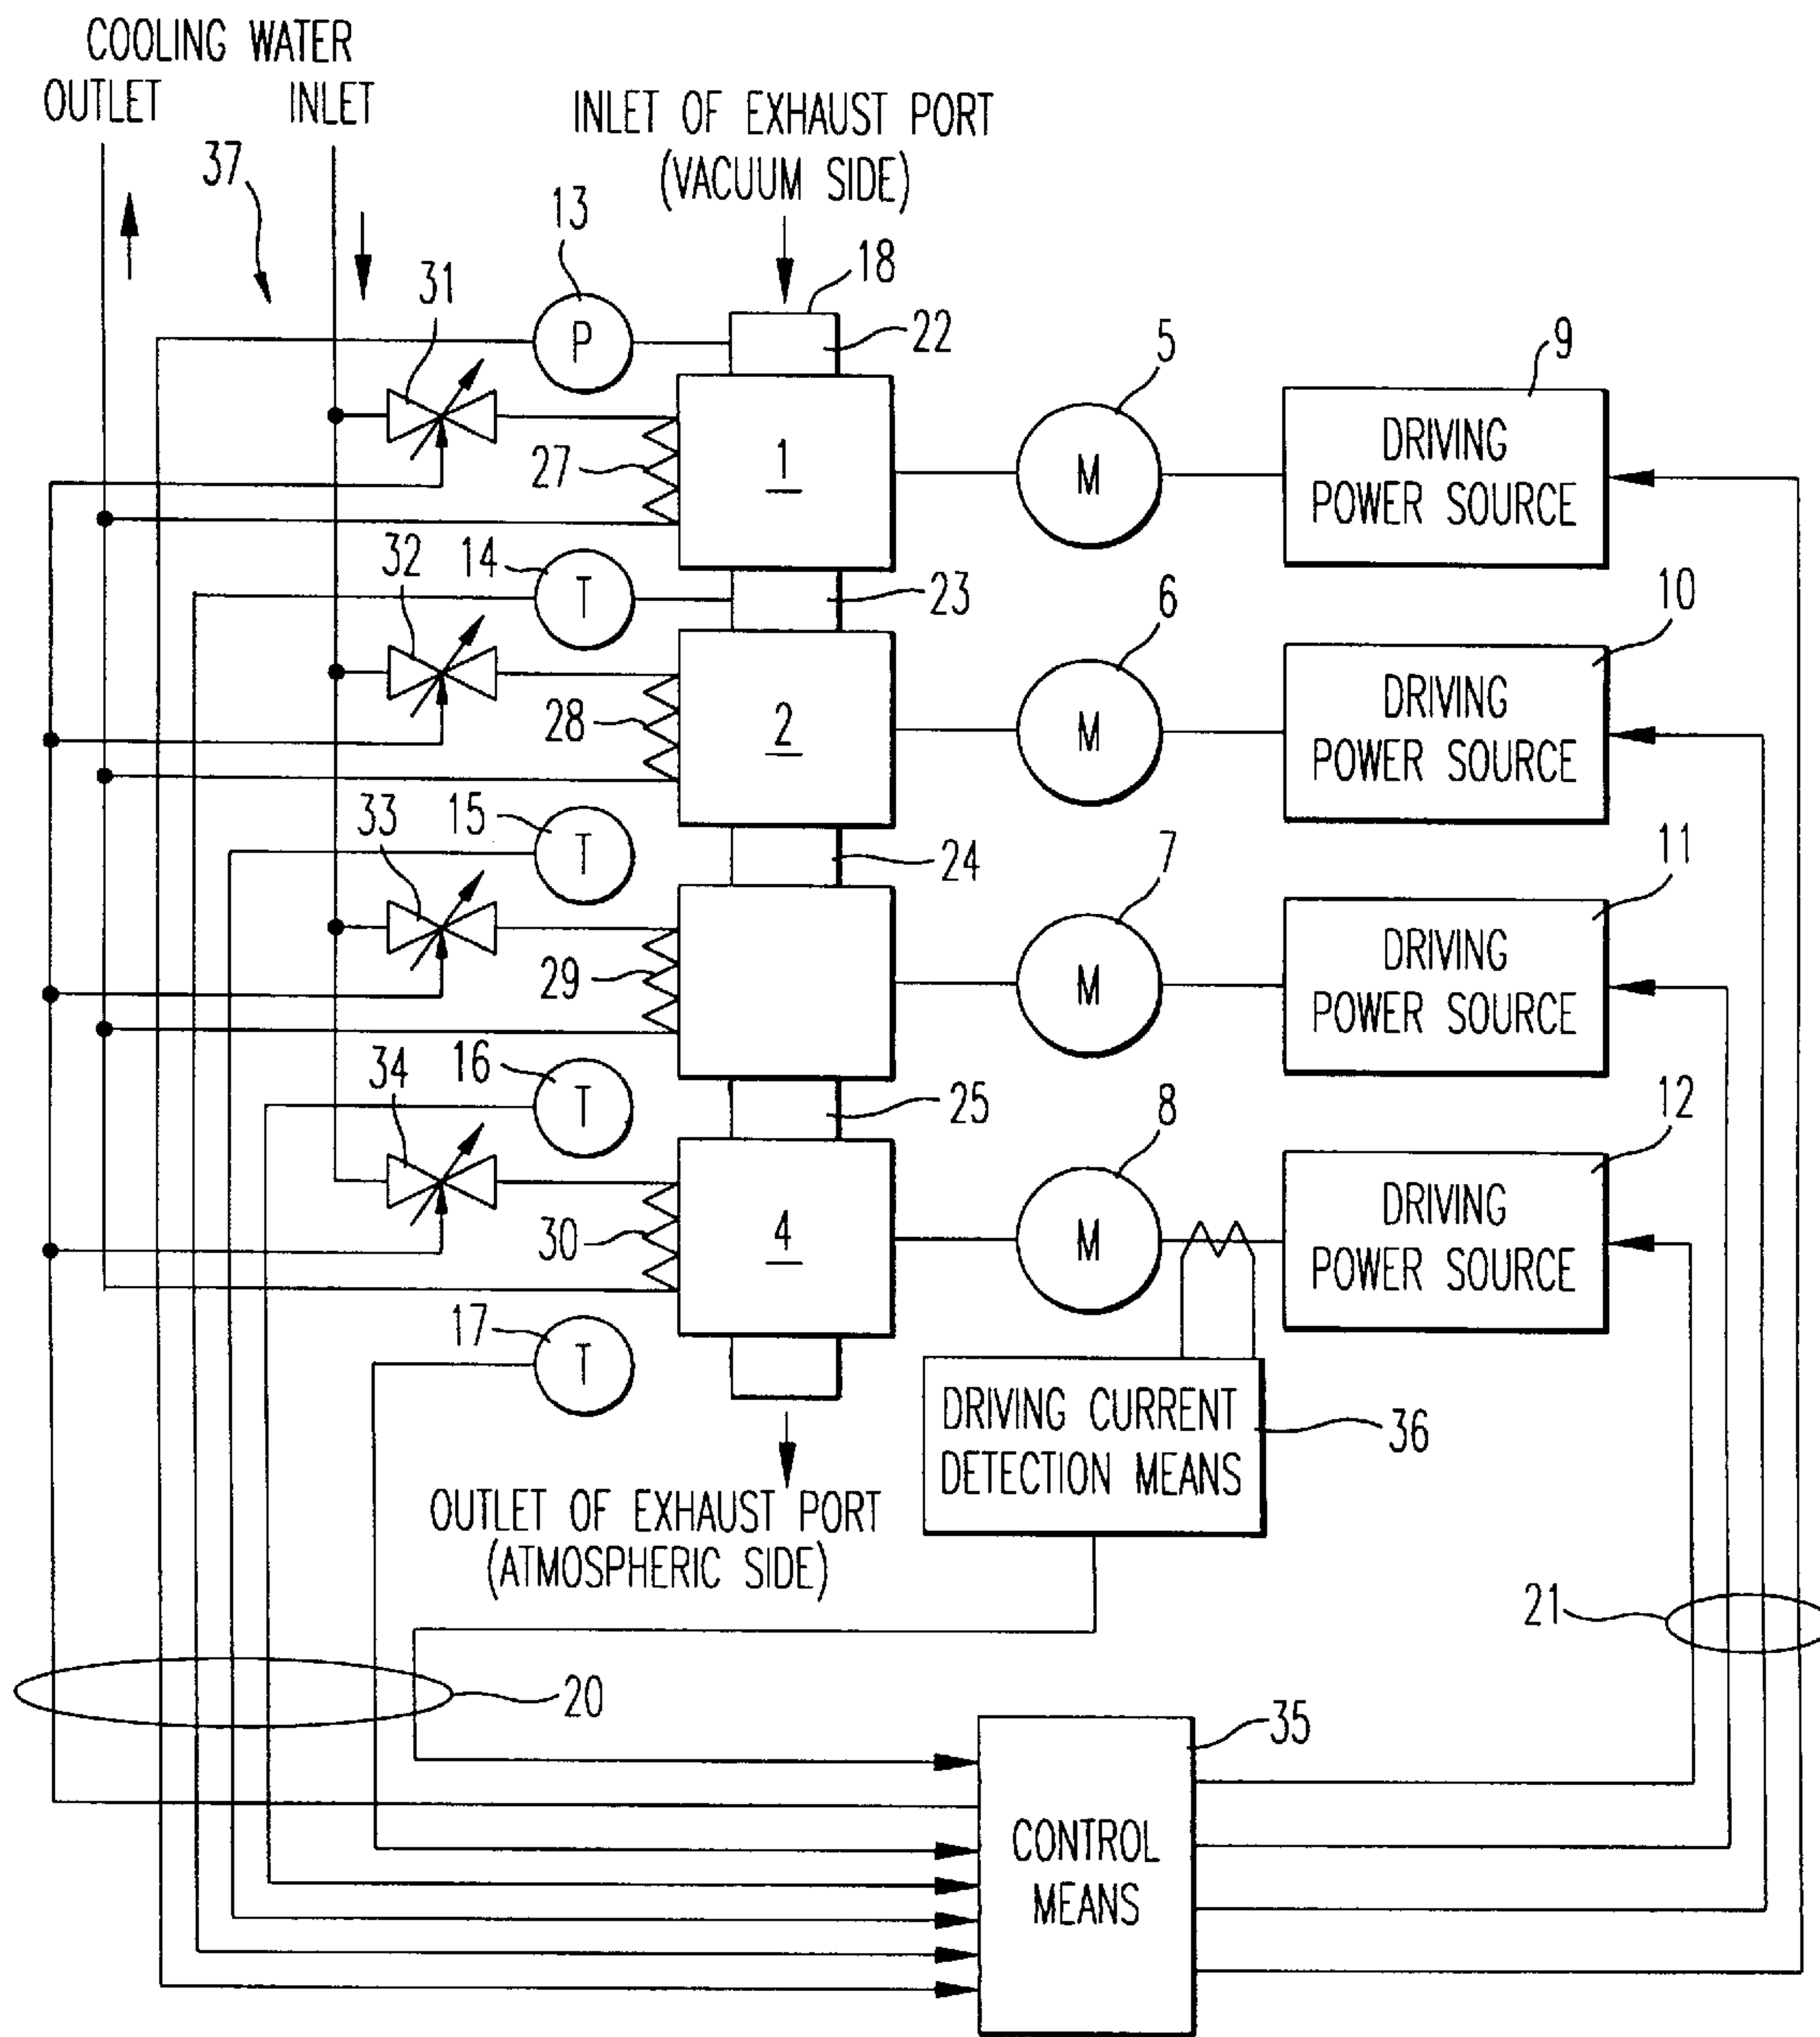 COOLING WATER
OUTLET
INLET
INLET OF EXHAUST PORT
(VACUUM SIDE)
37
13
18
31
P
22
5
9
1
M
DRIVING
POWER SOURCE
27
32
14
T
23
6
10
2
M
DRIVING
POWER SOURCE
28
33
15
T
24
7
11
M
DRIVING
POWER SOURCE
29
34
16
T
25
8
12
4
M
DRIVING
POWER SOURCE
30
17
T
DRIVING CURRENT
DETECTION MEANS
36
OUTLET OF EXHAUST PORT
(ATMOSPHERIC SIDE)
21
20
35
CONTROL
MEANS